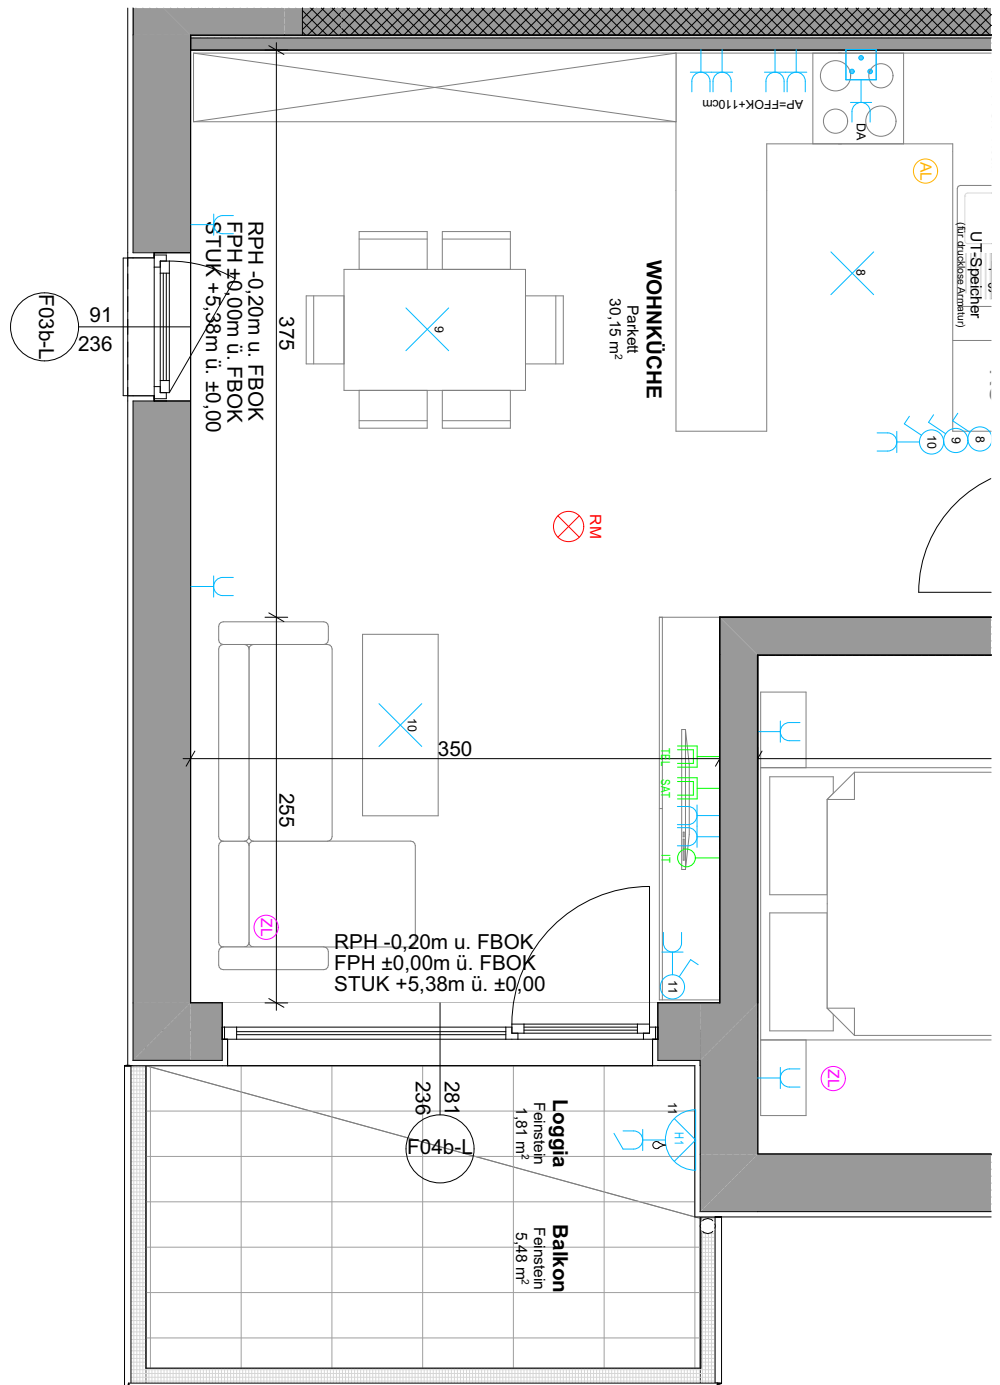 AP=FFOK+110cm
DA
AL
UT-Speicher
(für drucklose Armatur)
8
RPH -0,20m u. FBOK
FPH ±0,00m ü. FBOK
STUK +5,38m ü. ±0,00
F03b-L
91
236
375
9
WOHNKÜCHE
Parkett
30,15 m²
10
9
8
RM
10
350
255
TEL
SAT
IT
ZL
RPH -0,20m u. FBOK
FPH ±0,00m ü. FBOK
STUK +5,38m ü. ±0,00
11
ZL
281
236
F04b-L
Loggia
Feinstein
1,81 m²
11
H1
Balkon
Feinstein
5,48 m²